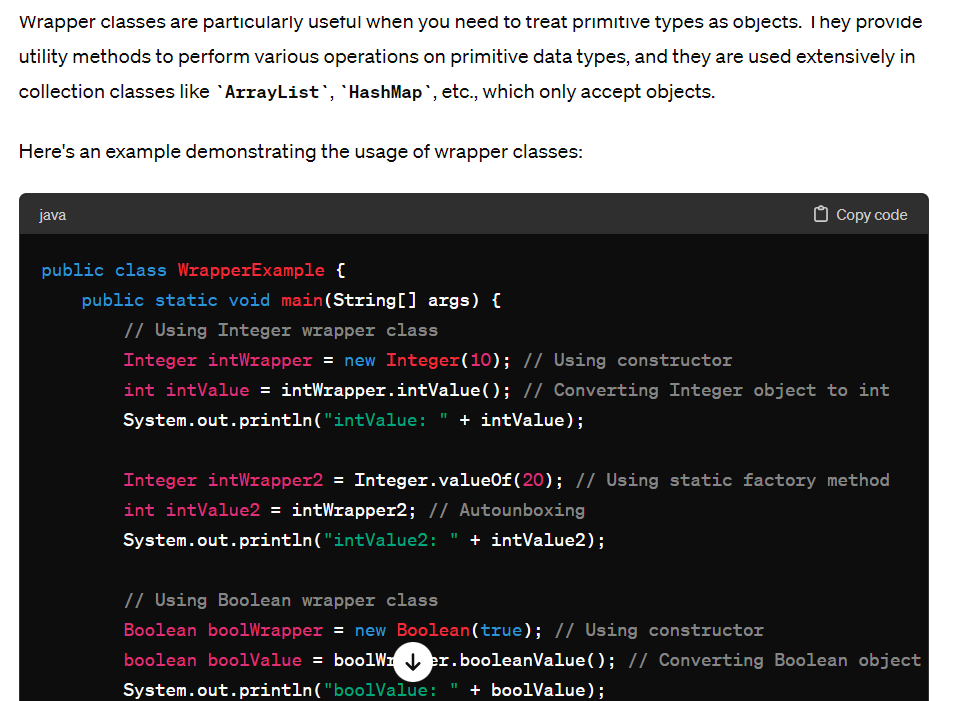 Wrapper classes are particularly useful when you need to treat primitive types as objects. They provide
utility methods to perform various operations on primitive data types, and they are used extensively in
collection classes like `ArrayList`, `HashMap`, etc., which only accept objects.
Here's an example demonstrating the usage of wrapper classes:
java Copy code
public class WrapperExample {
    public static void main(String[] args) {
        // Using Integer wrapper class
        Integer intWrapper = new Integer(10); // Using constructor
        int intValue = intWrapper.intValue(); // Converting Integer object to int
        System.out.println("intValue: " + intValue);
        Integer intWrapper2 = Integer.valueOf(20); // Using static factory method
        int intValue2 = intWrapper2; // Autounboxing
        System.out.println("intValue2: " + intValue2);
        // Using Boolean wrapper class
        Boolean boolWrapper = new Boolean(true); // Using constructor
        boolean boolValue = boolWr er.booleanValue(); // Converting Boolean object
        System.out.println("boolValue: " + boolValue);